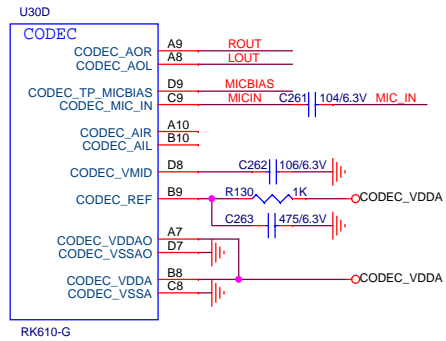 U30D
CODEC
CODEC_AOR A9 ROUT
CODEC_AOL A8 LOUT
CODEC_TP_MICBIAS D9 MICBIAS
CODEC_MIC_IN C9 MICIN C261 104/6.3V MIC_IN
CODEC_AIR A10
CODEC_AIL B10
CODEC_VMID D8 C262 106/6.3V
CODEC_REF B9 R130 1K CODEC_VDDA
C263 475/6.3V
CODEC_VDDAO A7
CODEC_VSSAO D7
CODEC_VDDA B8 CODEC_VDDA
CODEC_VSSA C8
RK610-G